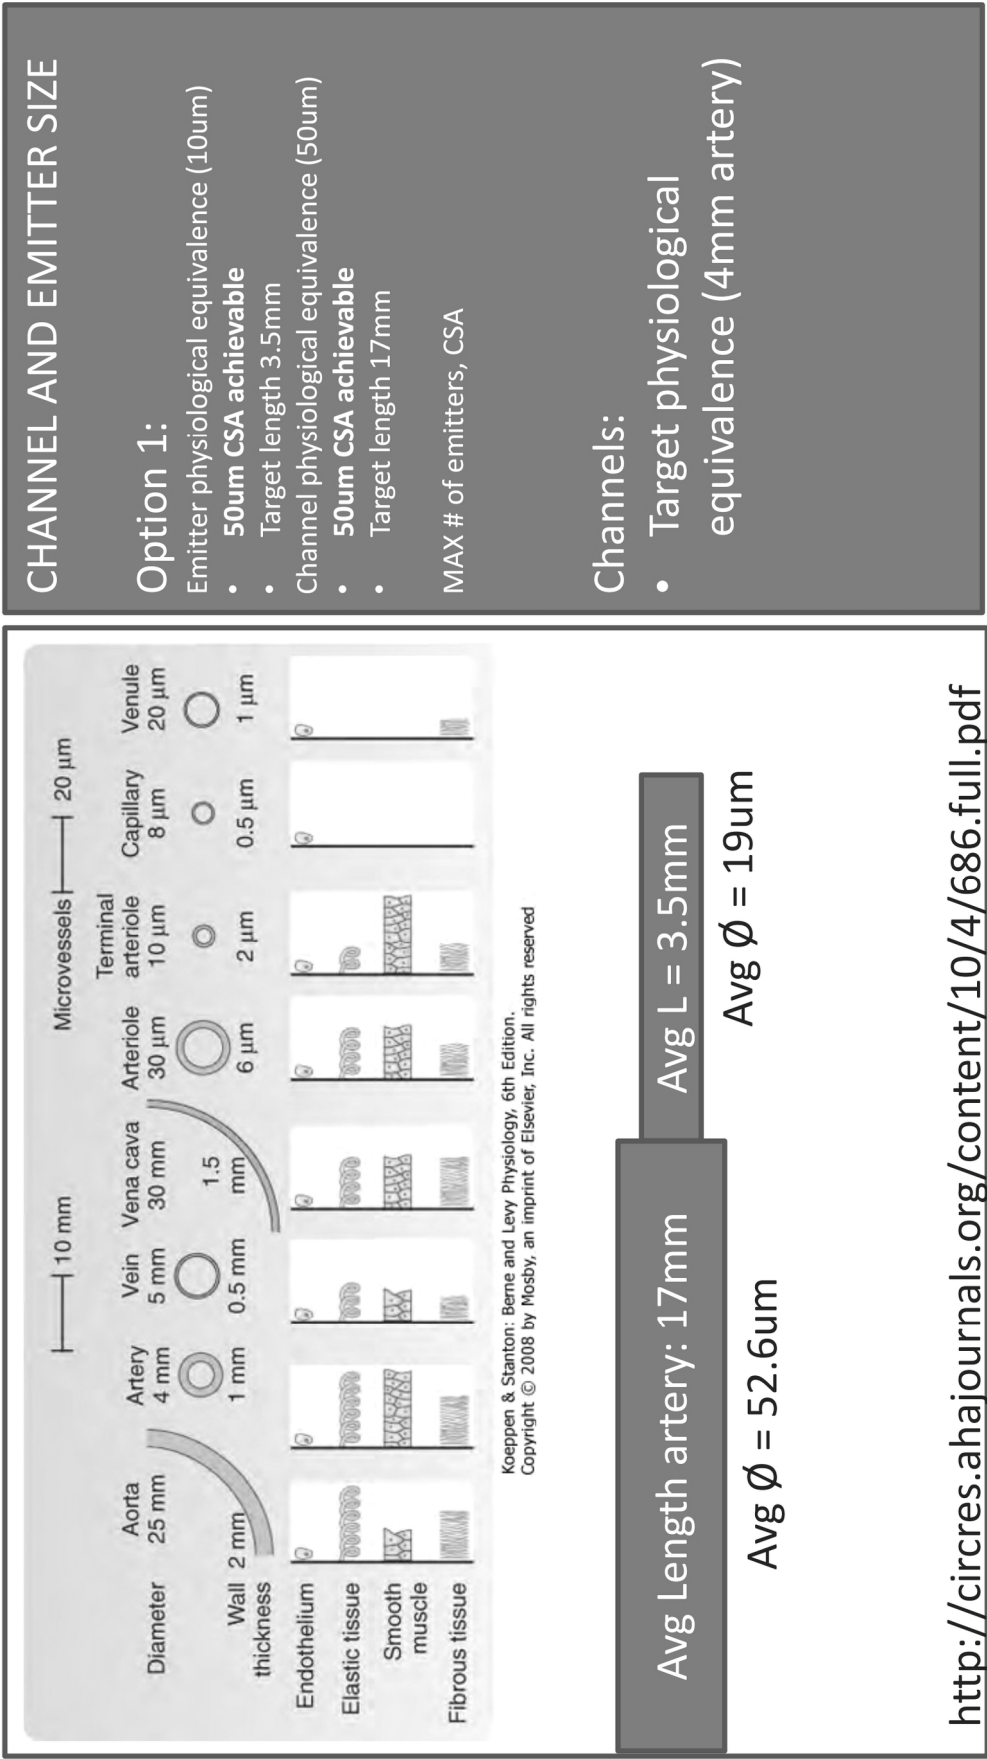 CHANNEL AND EMITTER SIZE
Option 1:
Emitter physiological equivalence (10um)
• 50um CSA achievable
• Target length 3.5mm
Channel physiological equivalence (50um)
• 50um CSA achievable
• Target length 17mm
MAX # of emitters, CSA
Channels:
• Target physiological
equivalence (4mm artery)
10 mm
Microvessels 20 µm
Aorta Artery Vein Vena cava Arteriole Terminal arteriole Capillary Venule
Diameter 25 mm 4 mm 5 mm 30 mm 30 µm 10 µm 8 µm 20 µm
Wall thickness 2 mm 1 mm 0.5 mm 1.5 mm 6 µm 2 µm 0.5 µm 1 µm
Endothelium
Elastic tissue
Smooth
muscle
Fibrous tissue
Koeppen & Stanton: Berne and Levy Physiology, 6th Edition.
Copyright © 2008 by Mosby, an imprint of Elsevier, Inc. All rights reserved
Avg Length artery: 17mm
Avg L = 3.5mm
Avg Ø = 52.6um
Avg Ø = 19um
http://circres.ahajournals.org/content/10/4/686.full.pdf